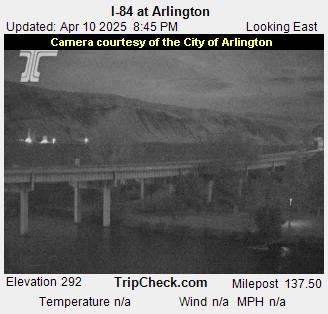 I-84 at Arlington
Updated: Apr 10 2025 8:45 PM Looking East
Camera courtesy of the City of Arlington
Elevation 292 TripCheck.com Milepost 137.50
Temperature n/a Wind n/a MPH n/a